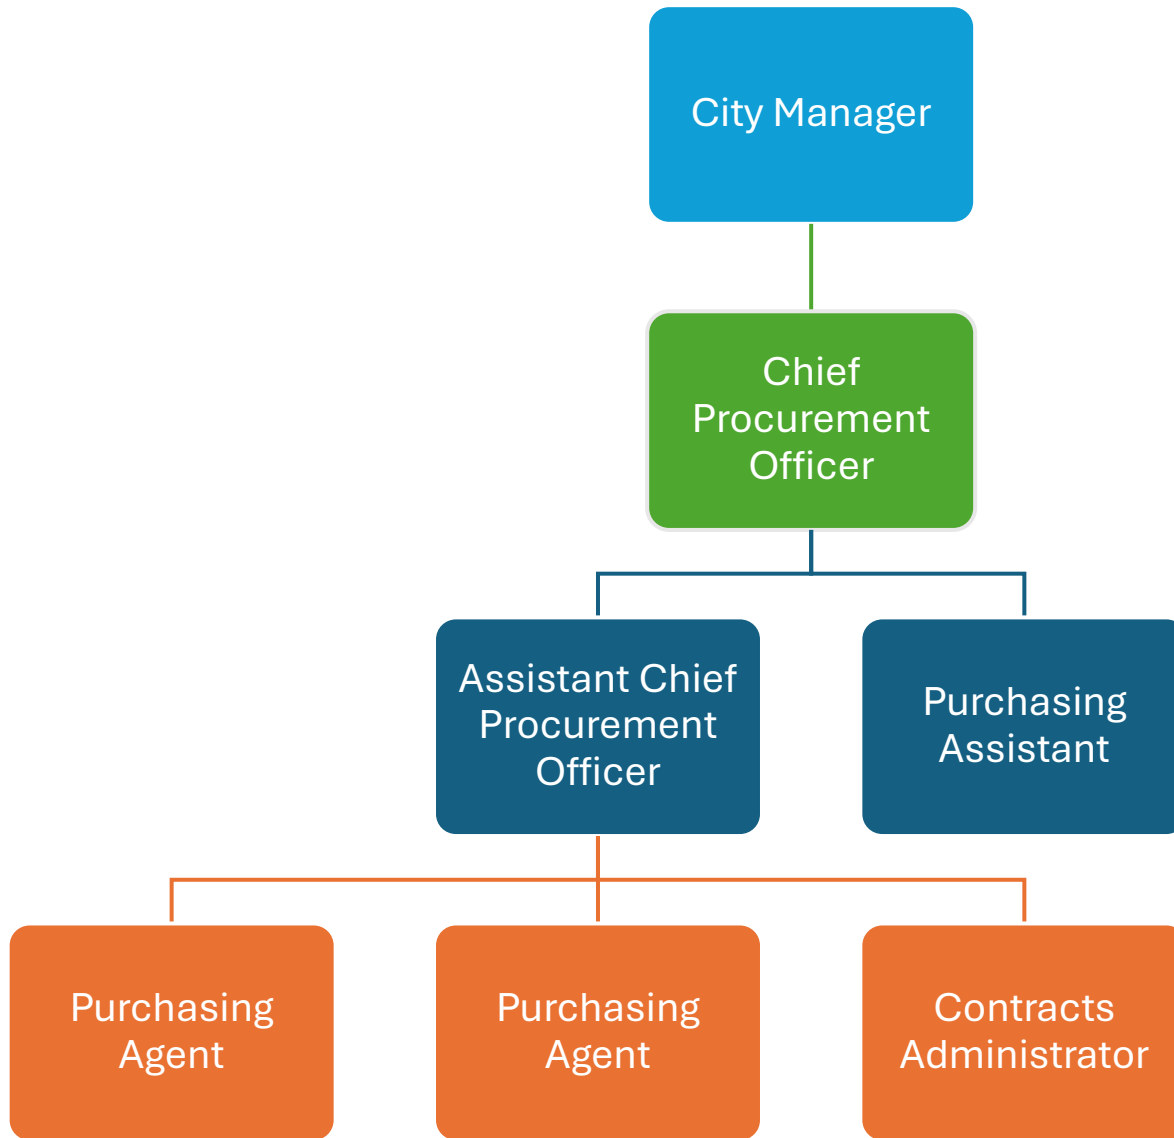 City Manager
Chief
Procurement
Officer
Assistant Chief
Procurement
Officer
Purchasing
Assistant
Purchasing
Agent
Purchasing
Agent
Contracts
Administrator